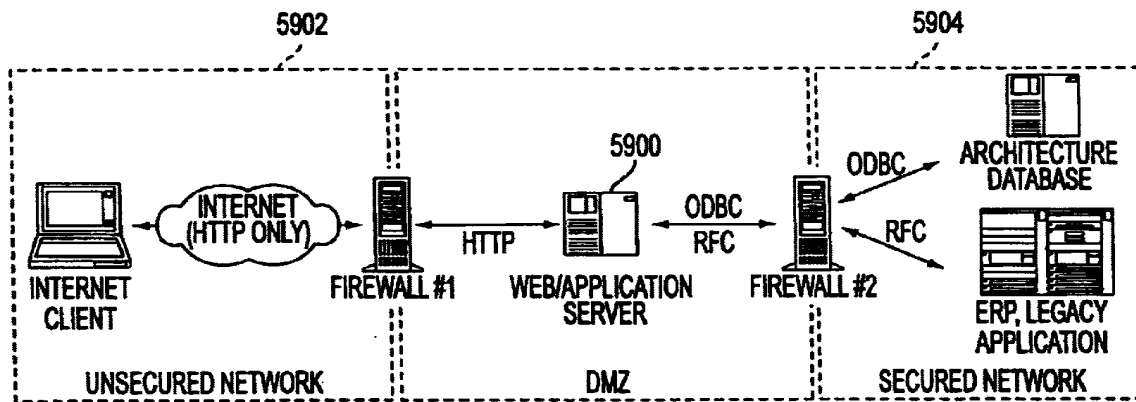 5902
5904
5900
INTERNET
(HTTP ONLY)
INTERNET
CLIENT
FIREWALL #1
HTTP
WEB/APPLICATION
SERVER
ODBC
RFC
FIREWALL #2
ODBC
RFC
ARCHITECTURE
DATABASE
ERP, LEGACY
APPLICATION
UNSECURED NETWORK
DMZ
SECURED NETWORK